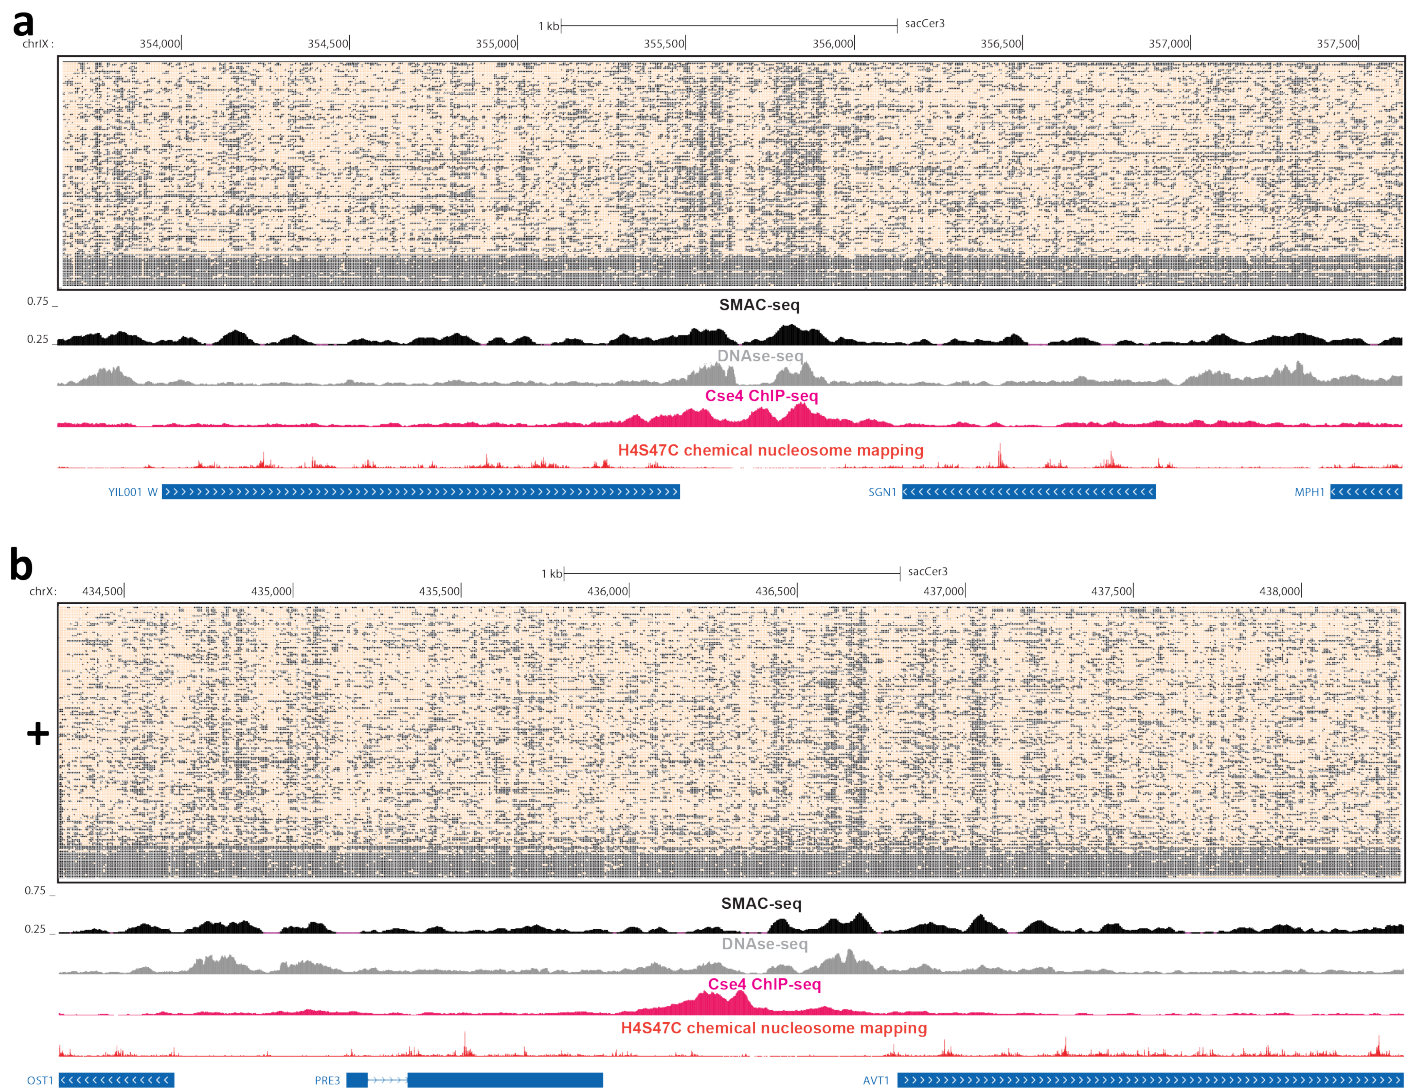 a
1 kb sacCer3
chrIX : 354,000 354,500 355,000 355,500 356,000 356,500 357,000 357,500
0.75
SMAC-seq
0.25
DNAse-seq
Cse4 ChIP-seq
H4S47C chemical nucleosome mapping
YIL001 W SGN1 MPH1
b
1 kb sacCer3
chrX: 434,500 435,000 435,500 436,000 436,500 437,000 437,500 438,000
+
0.75
SMAC-seq
0.25
DNAse-seq
Cse4 ChIP-seq
H4S47C chemical nucleosome mapping
OST1 PRE3 AVT1